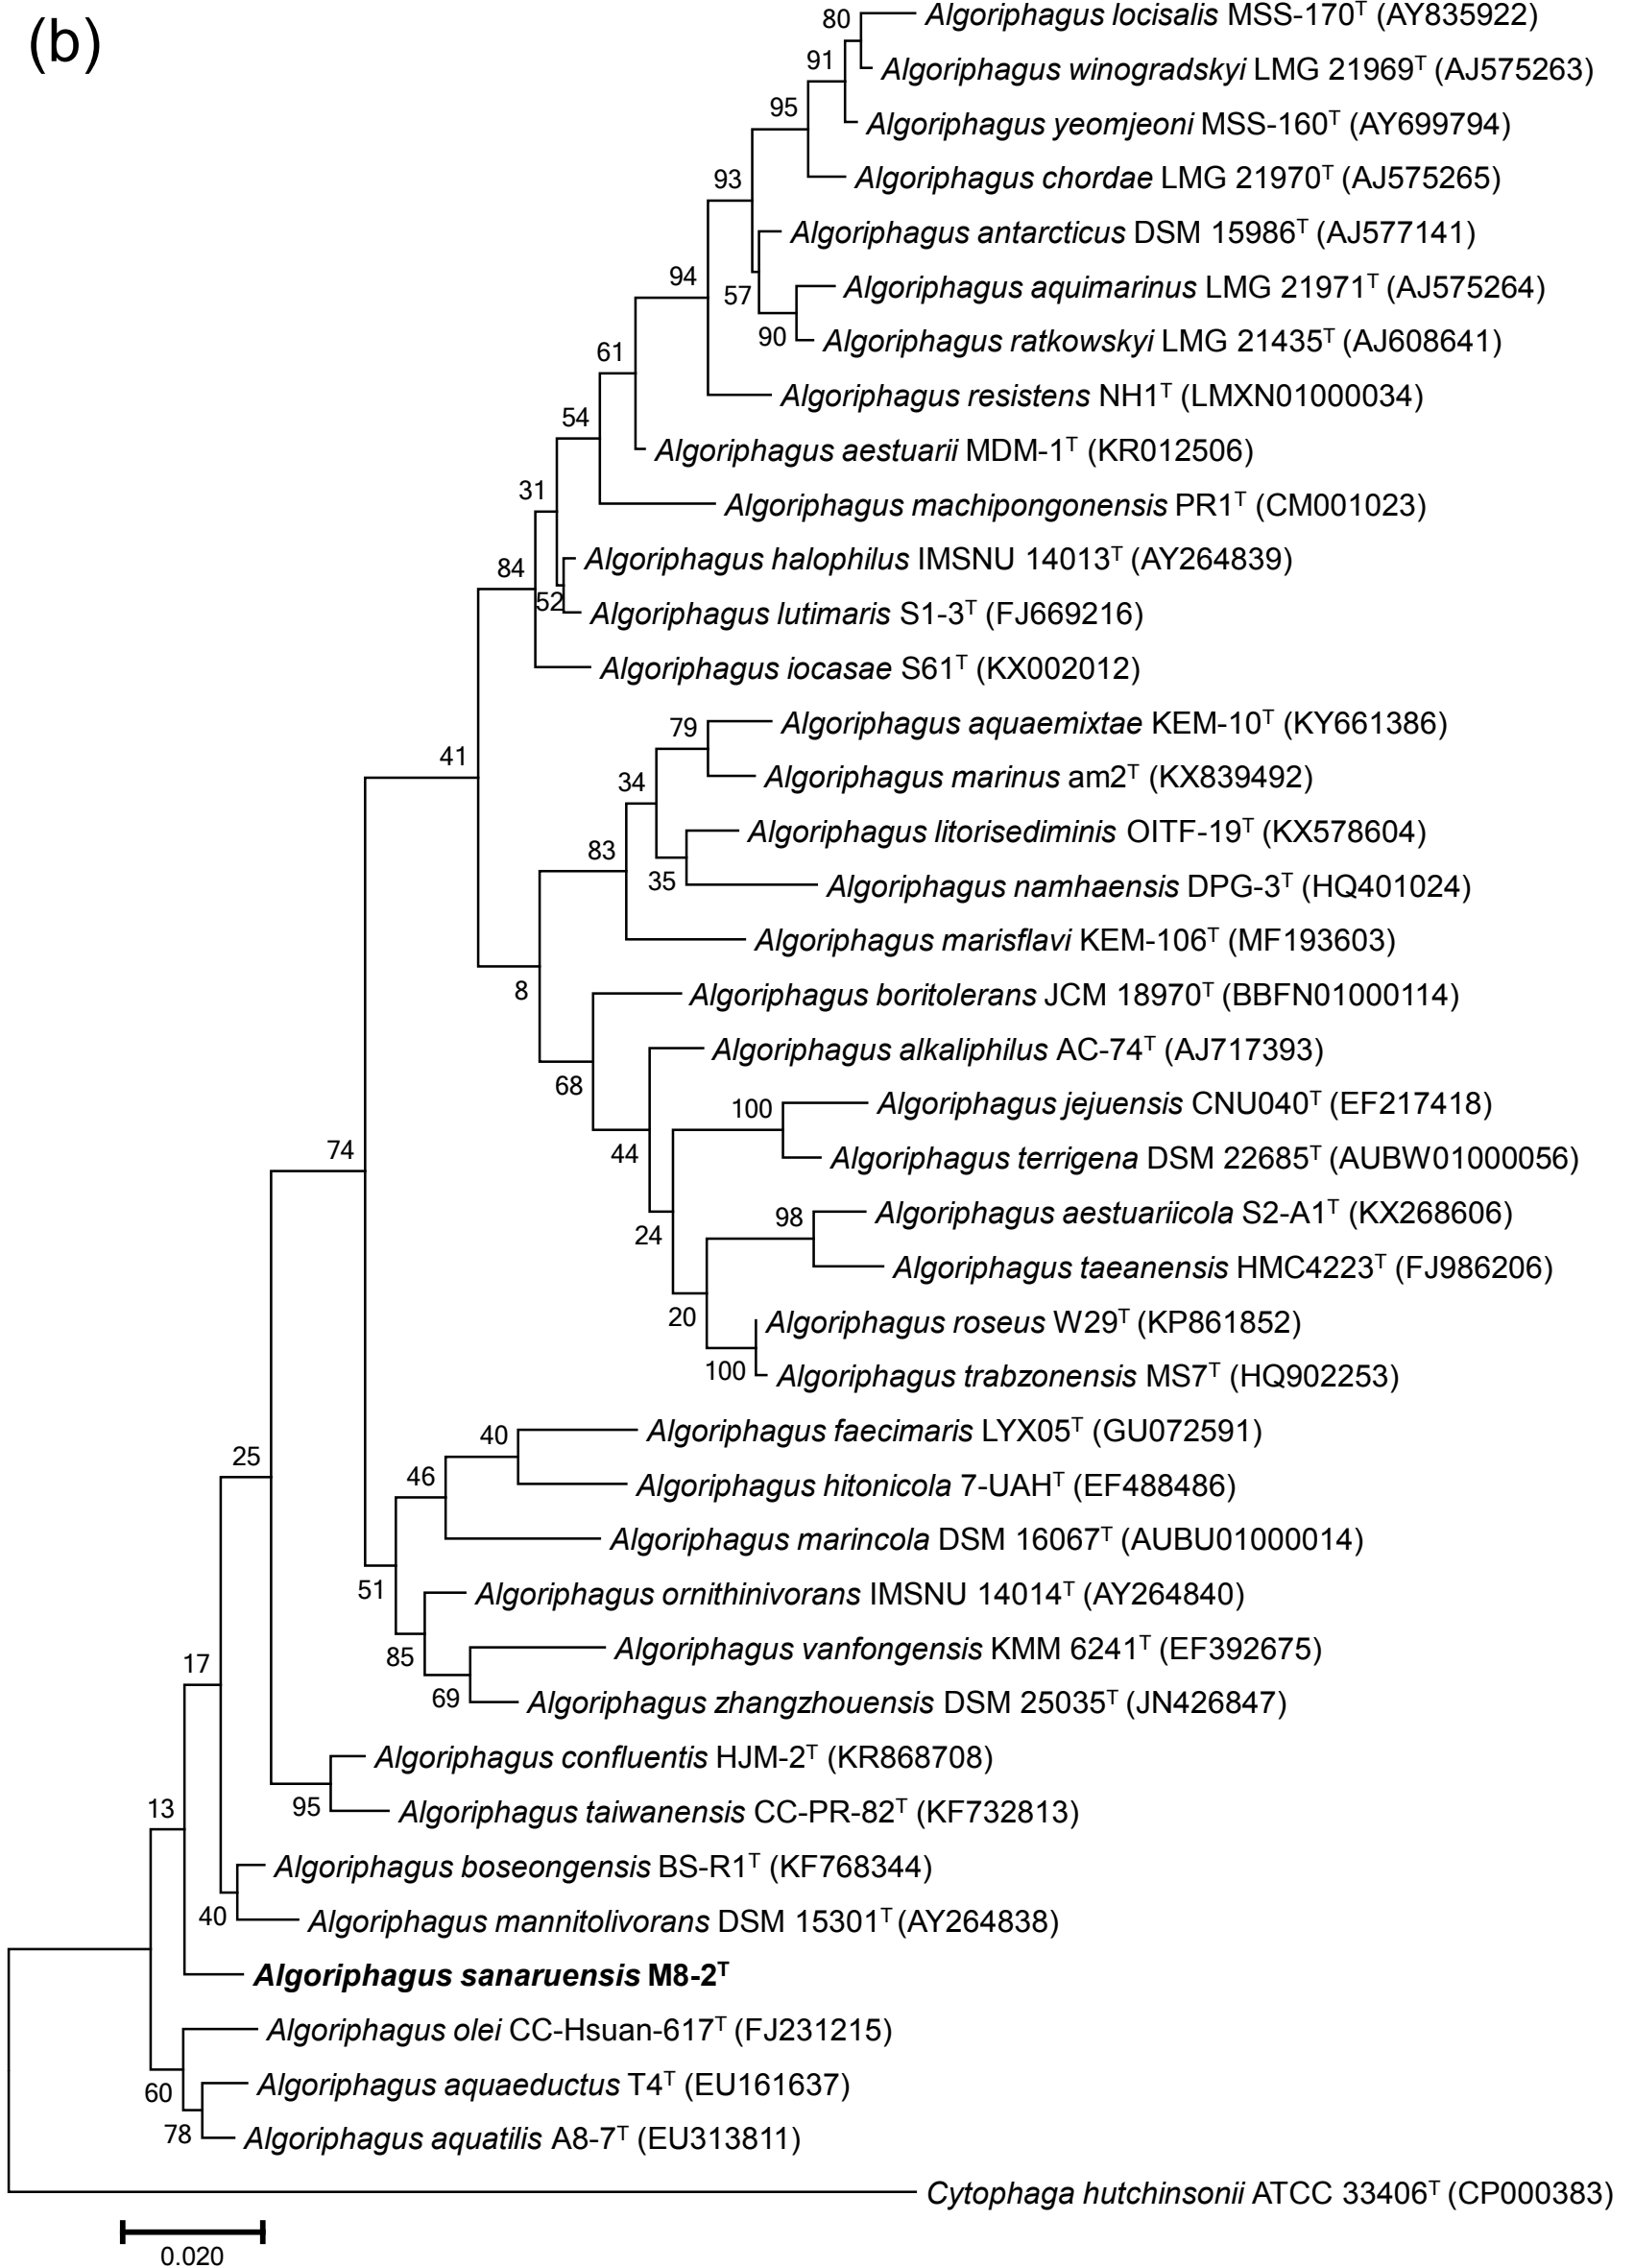 (b)
80
Algoriphagus locisalis MSS-170ᵀ (AY835922)
91
Algoriphagus winogradskyi LMG 21969ᵀ (AJ575263)
95
Algoriphagus yeomjeoni MSS-160ᵀ (AY699794)
93
Algoriphagus chordae LMG 21970ᵀ (AJ575265)
Algoriphagus antarcticus DSM 15986ᵀ (AJ577141)
94
57
Algoriphagus aquimarinus LMG 21971ᵀ (AJ575264)
90
Algoriphagus ratkowskyi LMG 21435ᵀ (AJ608641)
61
Algoriphagus resistens NH1ᵀ (LMXN01000034)
54
Algoriphagus aestuarii MDM-1ᵀ (KR012506)
31
Algoriphagus machipongonensis PR1ᵀ (CM001023)
84
Algoriphagus halophilus IMSNU 14013ᵀ (AY264839)
52
Algoriphagus lutimaris S1-3ᵀ (FJ669216)
Algoriphagus iocasae S61ᵀ (KX002012)
79
Algoriphagus aquaemixtae KEM-10ᵀ (KY661386)
41
34
Algoriphagus marinus am2ᵀ (KX839492)
Algoriphagus litorisediminis OITF-19ᵀ (KX578604)
83
35
Algoriphagus namhaensis DPG-3ᵀ (HQ401024)
Algoriphagus marisflavi KEM-106ᵀ (MF193603)
8
Algoriphagus boritolerans JCM 18970ᵀ (BBFN01000114)
Algoriphagus alkaliphilus AC-74ᵀ (AJ717393)
68
100
Algoriphagus jejuensis CNU040ᵀ (EF217418)
74
44
Algoriphagus terrigena DSM 22685ᵀ (AUBW01000056)
98
Algoriphagus aestuariicola S2-A1ᵀ (KX268606)
24
Algoriphagus taeanensis HMC4223ᵀ (FJ986206)
20
Algoriphagus roseus W29ᵀ (KP861852)
100
Algoriphagus trabzonensis MS7ᵀ (HQ902253)
40
Algoriphagus faecimaris LYX05ᵀ (GU072591)
25
46
Algoriphagus hitonicola 7-UAHᵀ (EF488486)
Algoriphagus marincola DSM 16067ᵀ (AUBU01000014)
51
Algoriphagus ornithinivorans IMSNU 14014ᵀ (AY264840)
17
85
Algoriphagus vanfongensis KMM 6241ᵀ (EF392675)
69
Algoriphagus zhangzhouensis DSM 25035ᵀ (JN426847)
Algoriphagus confluentis HJM-2ᵀ (KR868708)
13
95
Algoriphagus taiwanensis CC-PR-82ᵀ (KF732813)
Algoriphagus boseongensis BS-R1ᵀ (KF768344)
40
Algoriphagus mannitolivorans DSM 15301ᵀ (AY264838)
Algoriphagus sanaruensis M8-2ᵀ
Algoriphagus olei CC-Hsuan-617ᵀ (FJ231215)
60
Algoriphagus aquaeductus T4ᵀ (EU161637)
78
Algoriphagus aquatilis A8-7ᵀ (EU313811)
Cytophaga hutchinsonii ATCC 33406ᵀ (CP000383)
0.020